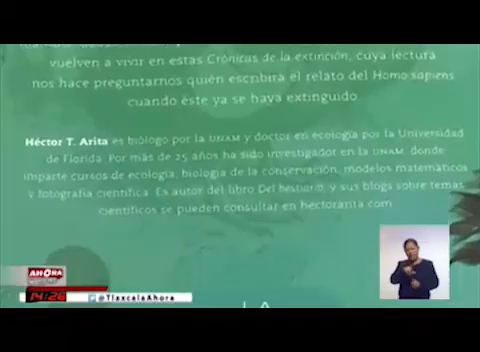 vuelven a vivir en estas Crónicas de la extinción, cuya lectura
nos hace preguntarnos quién escribirá el relato del Homo sapiens
cuando éste ya se haya extinguido
Héctor T. Arita es biólogo por la UNAM y doctor en ecología por la Universidad
de Florida. Por más de 25 años ha sido investigador en la UNAM, donde
imparte cursos de ecología, biología de la conservación, modelos matemáticos
y fotografía científica. Es autor del libro Del bestiario, y sus blogs sobre temas
científicos se pueden consultar en hectorarita.com
LA
AHORA
14:28
@TlaxcalaAhora